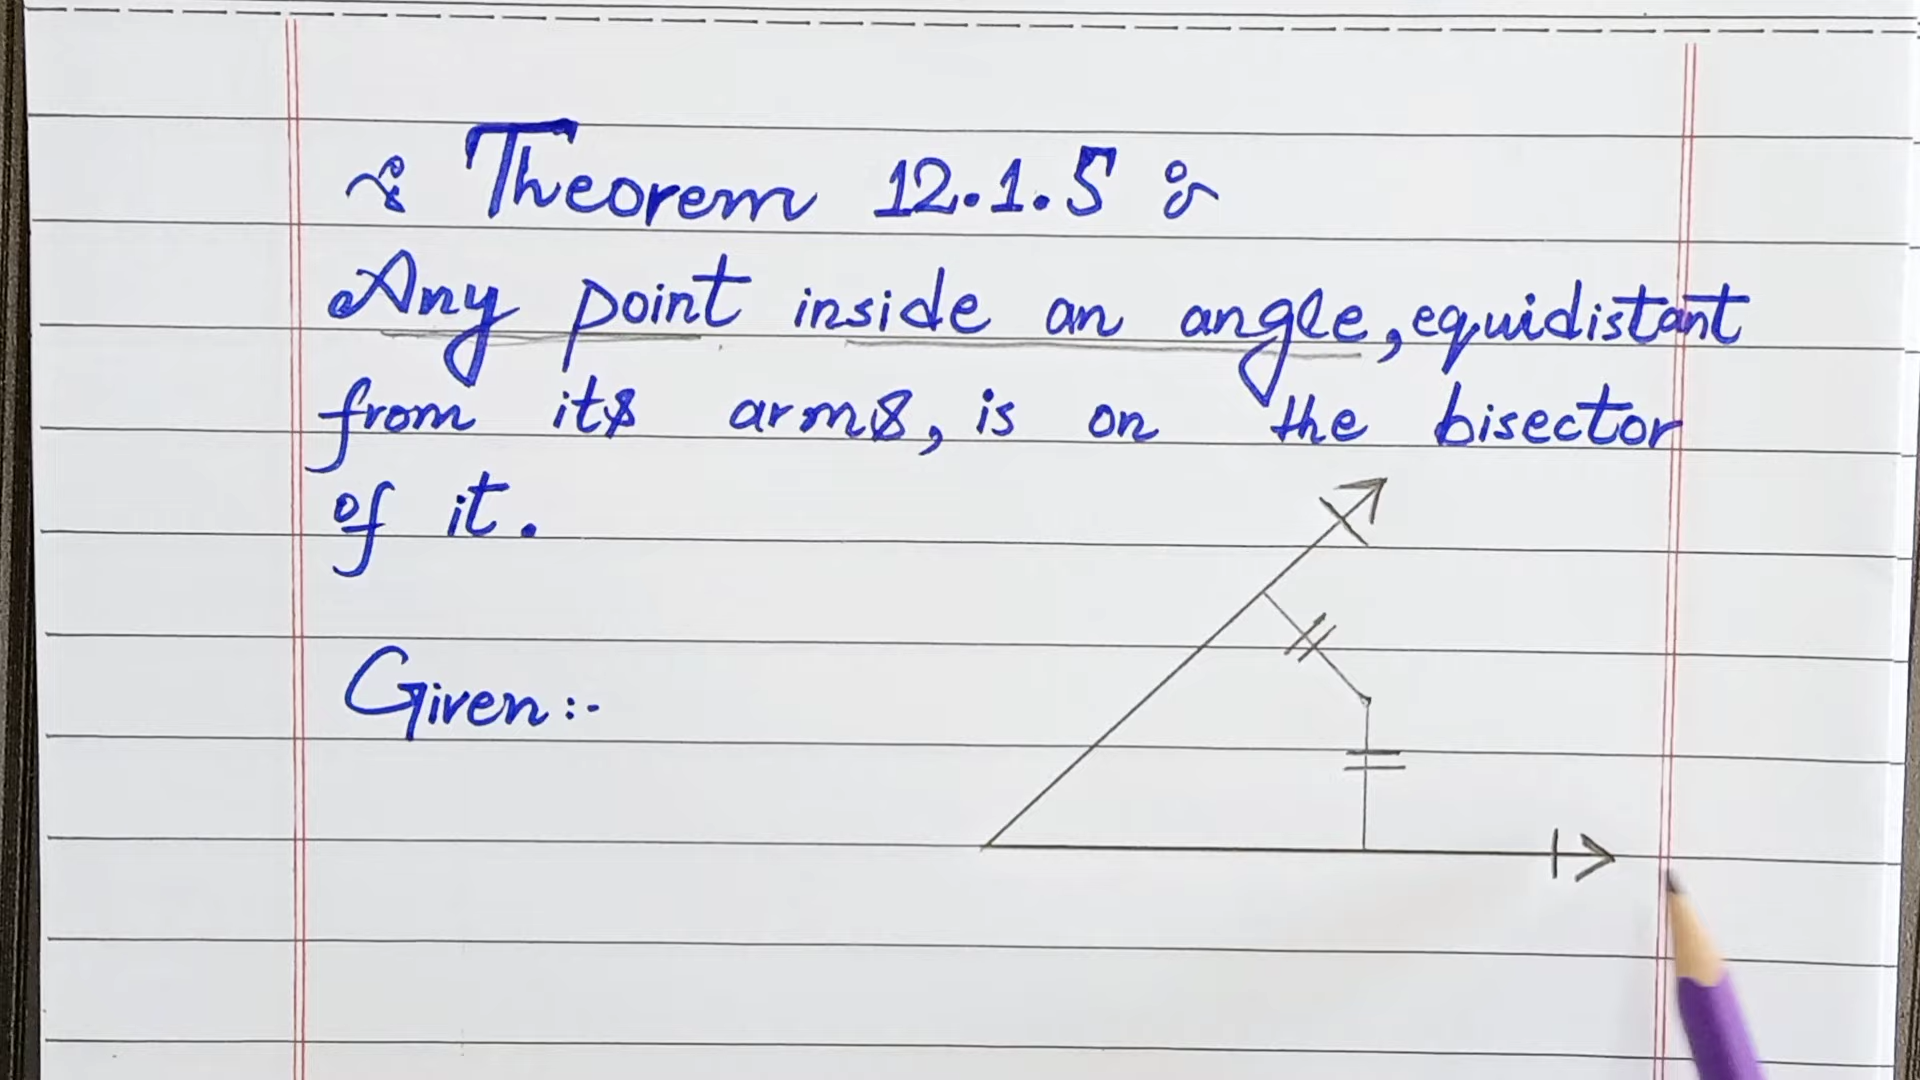 Theorem 12.1.5 :
Any point inside an angle, equidistant
from its arms, is on the bisector
of it.
Given:-